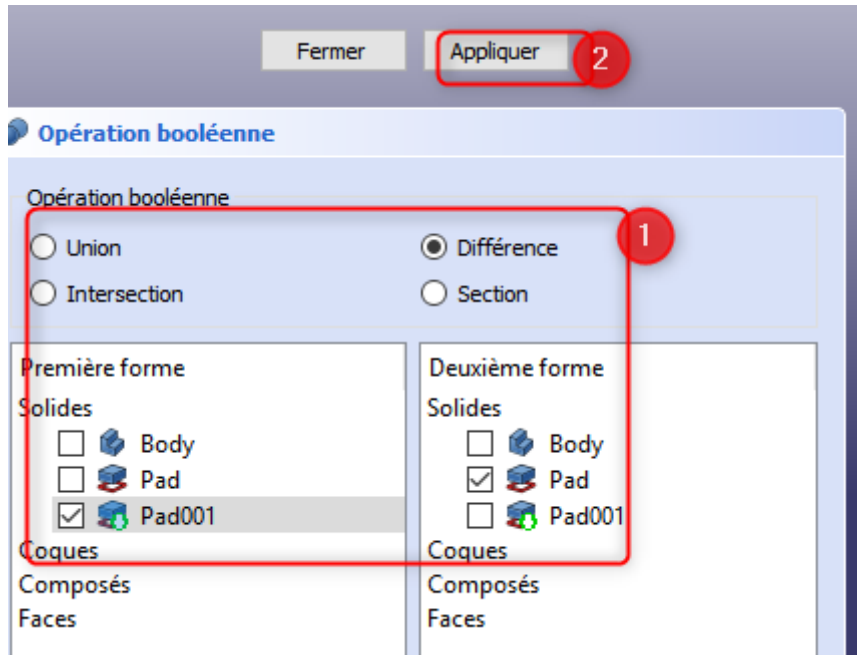 Fermer Appliquer 2
Opération booléenne
Opération booléenne
1
Union Différence
Intersection Section
Première forme Deuxième forme
Solides Solides
Body Body
Pad Pad
Pad001 Pad001
Coques Coques
Composés Composés
Faces Faces